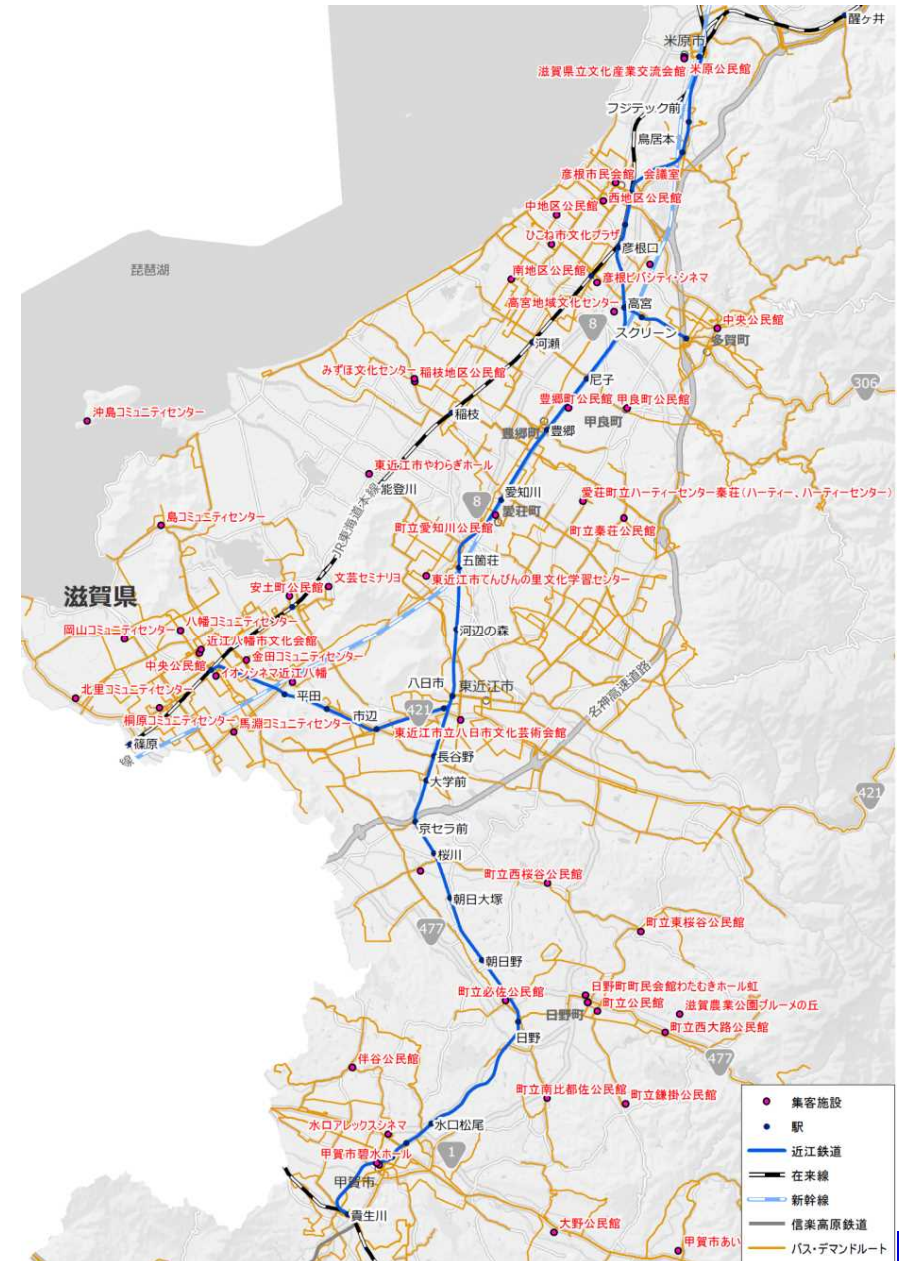 醒ヶ井
米原市
滋賀県立文化産業交流会館
米原公民館
フジテック前
鳥居本
彦根市民会館 会議室
西地区公民館
中地区公民館
ひこね市文化プラザ
彦根口
琵琶湖
南地区公民館
彦根ビバシティ・シネマ
高宮地域文化センター
高宮
8
スクリーン
中央公民館
多賀町
河瀬
みずほ文化センター
稲枝地区公民館
尼子
306
沖島コミュニティセンター
稲枝
豊郷町公民館
甲良町公民館
甲良町
豊郷町
豊郷
東近江市やわらぎホール
能登川
JR東海道本線
8
愛知川
愛荘町立ハーティーセンター秦荘(ハーティー、ハーティーセンター)
愛荘町
町立愛知川公民館
町立秦荘公民館
島コミュニティセンター
五箇荘
東近江市てんびんの里文化学習センター
文芸セミナリヨ
安土町公民館
滋賀県
八幡コミュニティセンター
岡山コミュニティセンター
河辺の森
近江八幡市文化会館
中央公民館
金田コミュニティセンター
イオンシネマ近江八幡
八日市
東近江市
北里コミュニティセンター
平田
桐原コミュニティセンター
馬淵コミュニティセンター
市辺
421
東近江市立八日市文化芸術会館
名神高速道路
篠原
長谷野
大学前
421
京セラ前
桜川
町立西桜谷公民館
朝日大塚
477
町立東桜谷公民館
朝日野
町立必佐公民館
日野町町民会館わたむきホール虹
町立公民館
滋賀農業公園ブルーメの丘
日野町
日野
町立西大路公民館
477
伴谷公民館
町立南比都佐公民館
町立鎌掛公民館
水口アレックスシネマ
水口松尾
1
甲賀市碧水ホール
甲賀市
貴生川
大野公民館
甲賀市あい
集客施設
駅
近江鉄道
在来線
新幹線
信楽高原鉄道
バス・デマンドルート